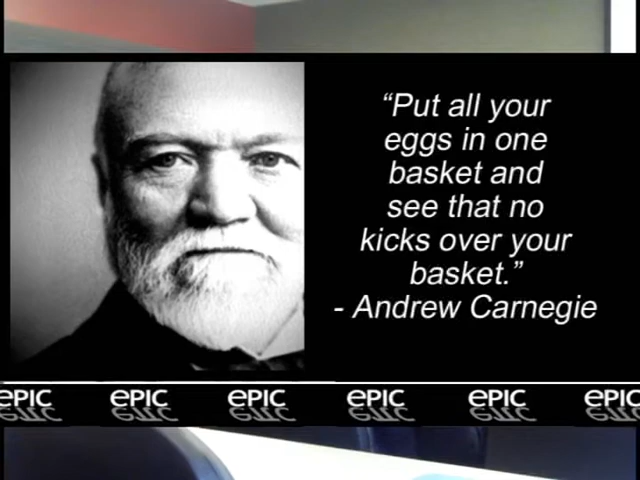 “Put all your
eggs in one
basket and
see that no
kicks over your
basket.”
- Andrew Carnegie
EPIC EPIC EPIC EPIC EPIC EPIC